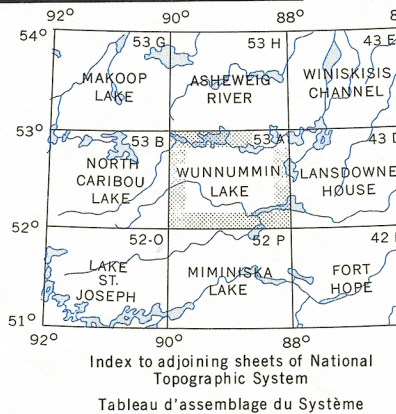 92° 90° 88°
54°
53 G 53 H 43 E
MAKOOP
LAKE
ASHEWEIG
RIVER
WINISKISIS
CHANNEL
53°
53 B 53 A 43 D
NORTH
CARIBOU
LAKE
WUNNUMMIN
LAKE
LANSDOWNE
HOUSE
52°
52-O 52 P 42
LAKE
ST.
JOSEPH
MIMINISKA
LAKE
FORT
HOPE
51°
92° 90° 88°
Index to adjoining sheets of National
Topographic System
Tableau d'assemblage du Système